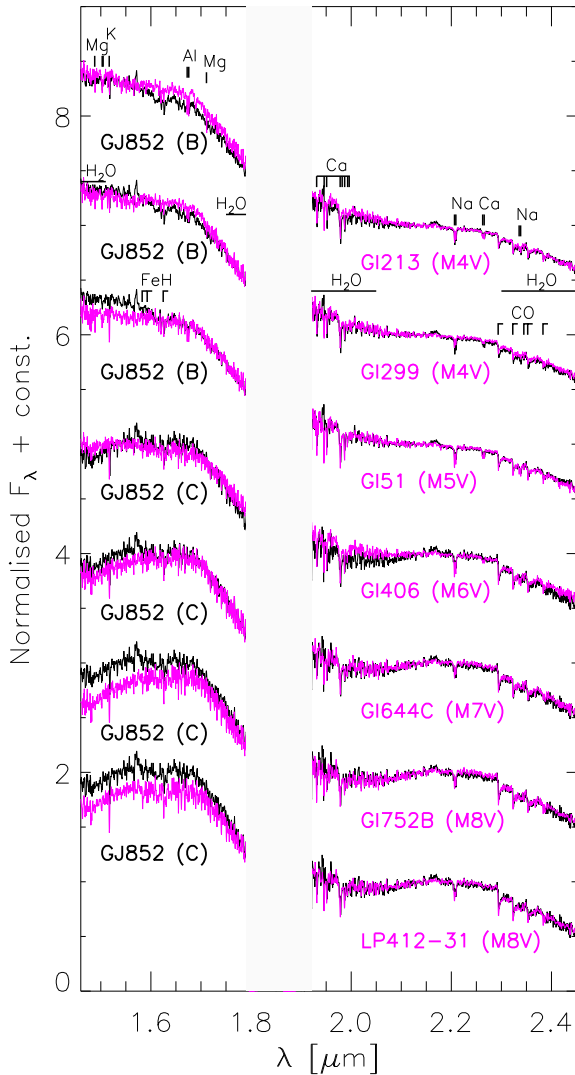 K
Mg
Al
Mg
8
GJ852 (B)
H₂O
H₂O
Ca
GJ852 (B)
Na
Ca
Na
GI213 (M4V)
FeH
H₂O
H₂O
6
CO
GJ852 (B)
GI299 (M4V)
GJ852 (C)
GI51 (M5V)
4
GJ852 (C)
GI406 (M6V)
GJ852 (C)
GI644C (M7V)
2
GJ852 (C)
GI752B (M8V)
LP412−31 (M8V)
0
1.6
1.8
2.0
2.2
2.4
λ [μm]
Normalised Fλ + const.